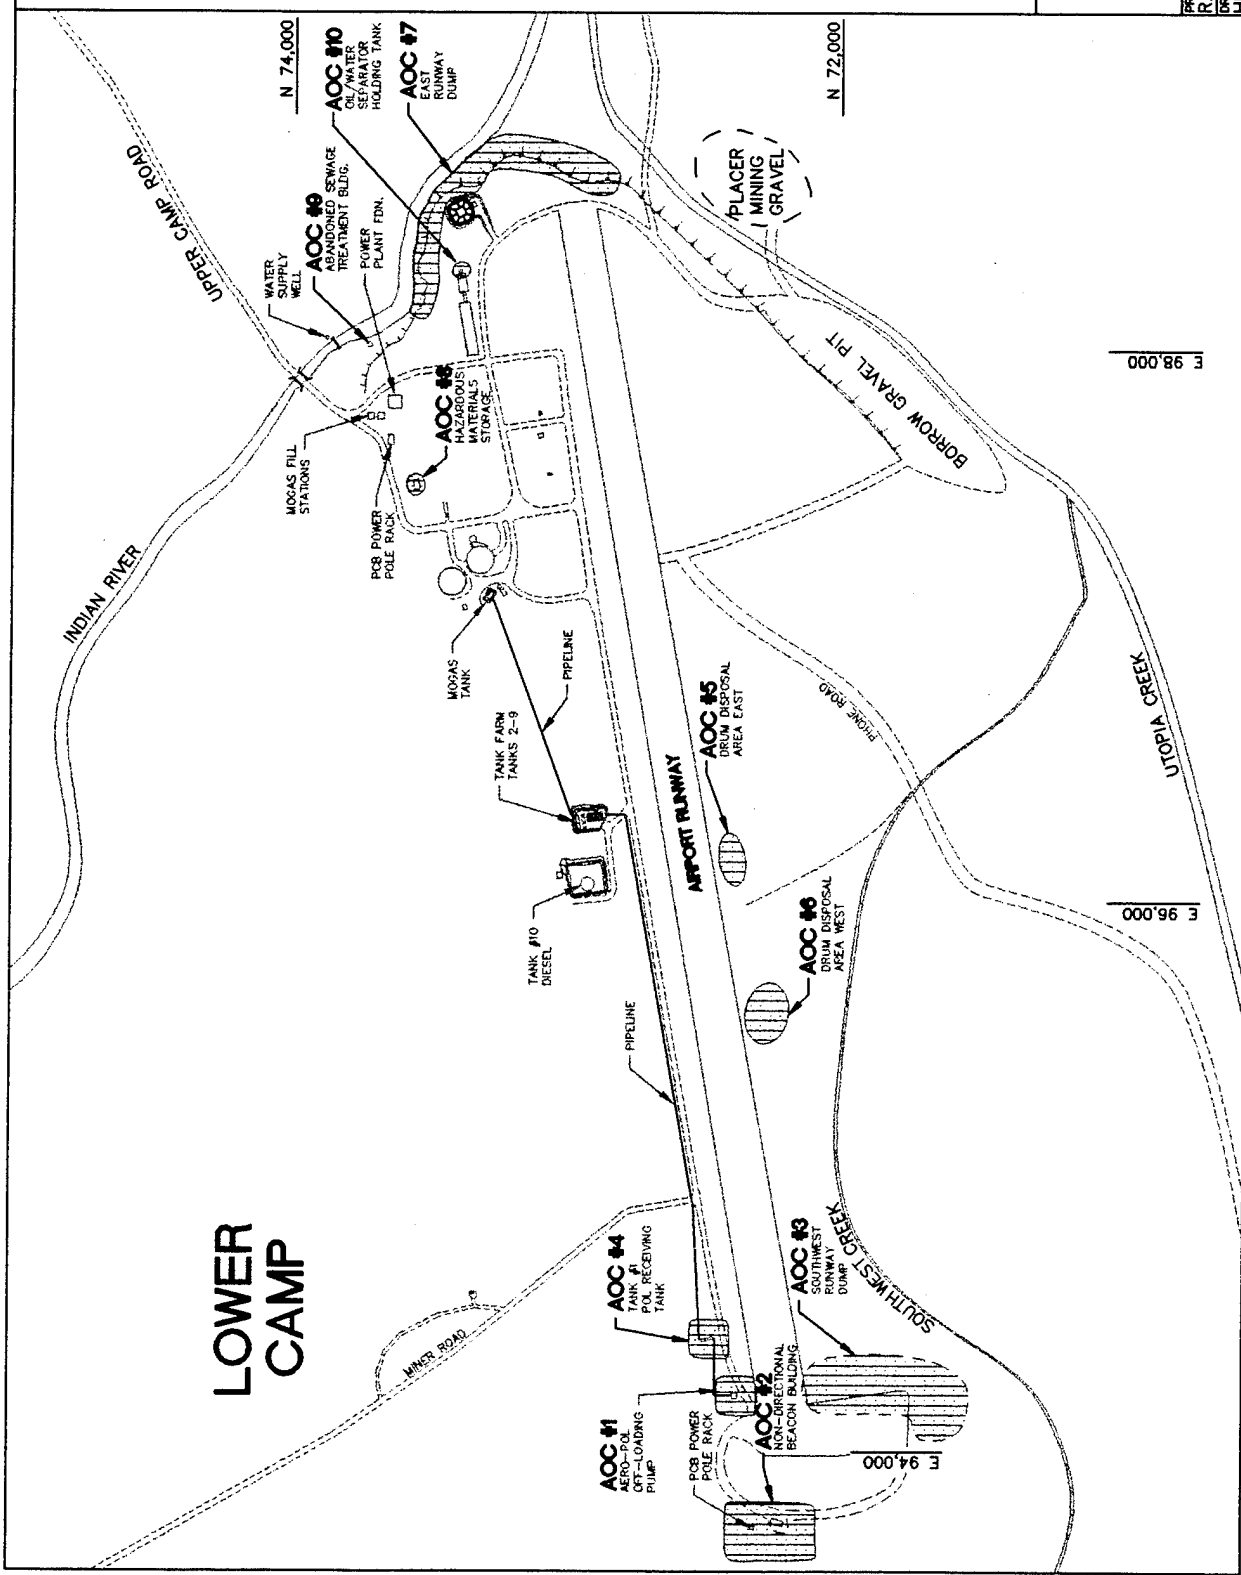 LOWER
CAMP
N 74,000
N 72,000
UPPER CAMP ROAD
INDIAN RIVER
AOC #10
OIL/WATER
SEPARATOR
HOLDING TANK
AOC #7
EAST
RUNWAY
DUMP
AOC #9
ABANDONED SEWAGE
TREATMENT BLDG.
WATER
SUPPLY
WELL
POWER
PLANT FDN.
PLACER
MINING
GRAVEL
MOGAS FILL
STATIONS
PCB POWER
POLE RACK
AOC #8
HAZARDOUS
MATERIALS
STORAGE
BORROW GRAVEL PIT
E 98,000
MOGAS
TANK
PIPELINE
TANK FARM
TANKS 2-9
TANK #10
DIESEL
AIRPORT RUNWAY
AOC #5
DRUM DISPOSAL
AREA EAST
PHONE ROAD
UTOPIA CREEK
AOC #6
DRUM DISPOSAL
AREA WEST
E 96,000
PIPELINE
MINER ROAD
AOC #4
TANK #1
POL RECEIVING
TANK
AOC #3
SOUTHWEST
RUNWAY
DUMP
SOUTHWEST CREEK
AOC #1
AERO-POL
OFF-LOADING
PUMP
PCB POWER
POLE RACK
AOC #2
NON-DIRECTIONAL
BEACON BUILDING
E 94,000